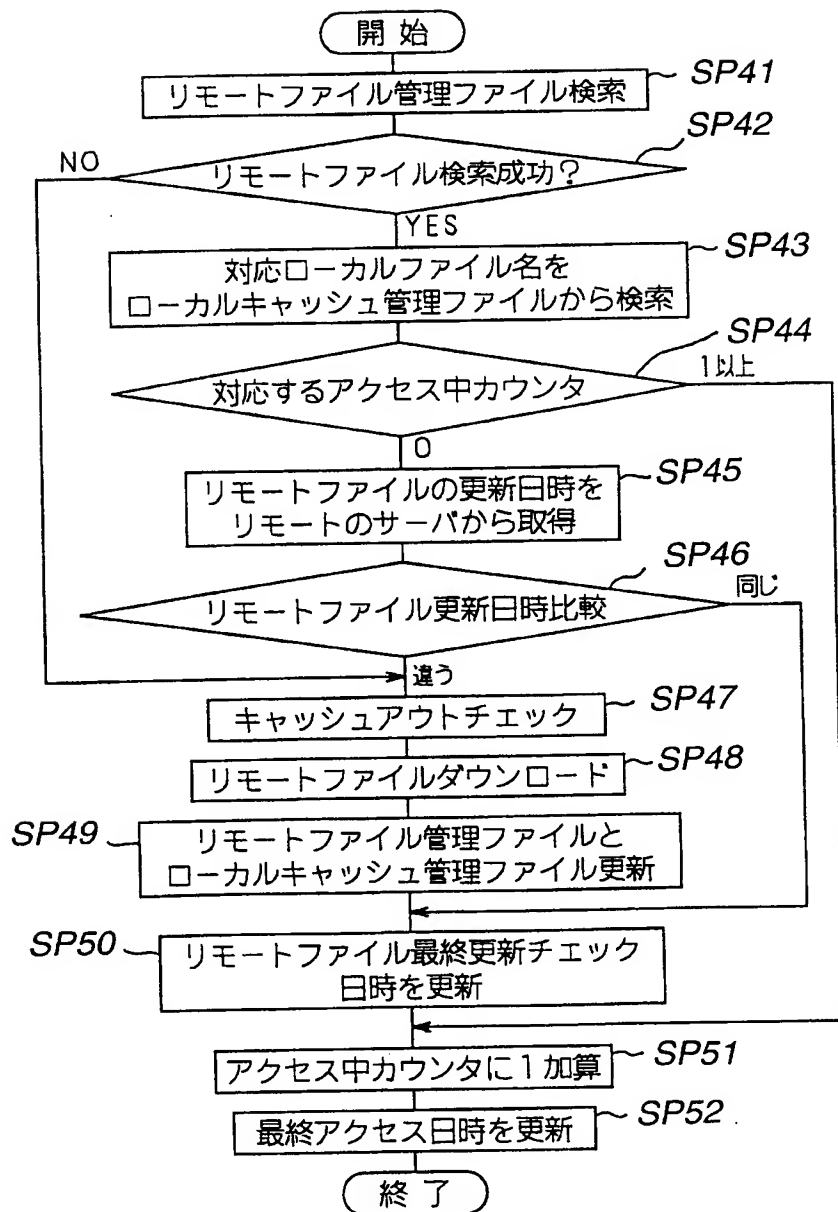 開始
リモートファイル管理ファイル検索
SP41
SP42
NO
リモートファイル検索成功?
YES
SP43
対応ローカルファイル名を
ローカルキャッシュ管理ファイルから検索
SP44
1以上
対応するアクセス中カウンタ
0
SP45
リモートファイルの更新日時を
リモートのサーバから取得
SP46
同じ
リモートファイル更新日時比較
違う
SP47
キャッシュアウトチェック
SP48
リモートファイルダウンロード
SP49
リモートファイル管理ファイルと
ローカルキャッシュ管理ファイル更新
SP50
リモートファイル最終更新チェック
日時を更新
SP51
アクセス中カウンタに1加算
SP52
最終アクセス日時を更新
終了